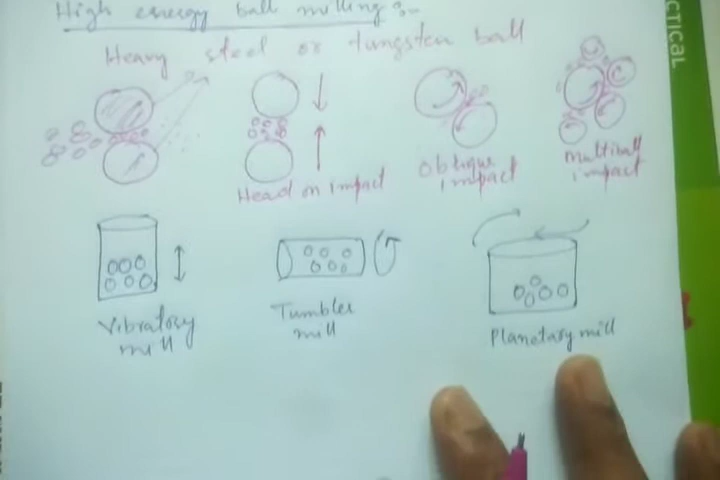 High energy ball milling :-
Heavy steel or tungsten ball
Head on impact
Oblique
impact
Multiball
impact
Vibratory
mill
Tumbler
mill
Planetary mill
CTICAL